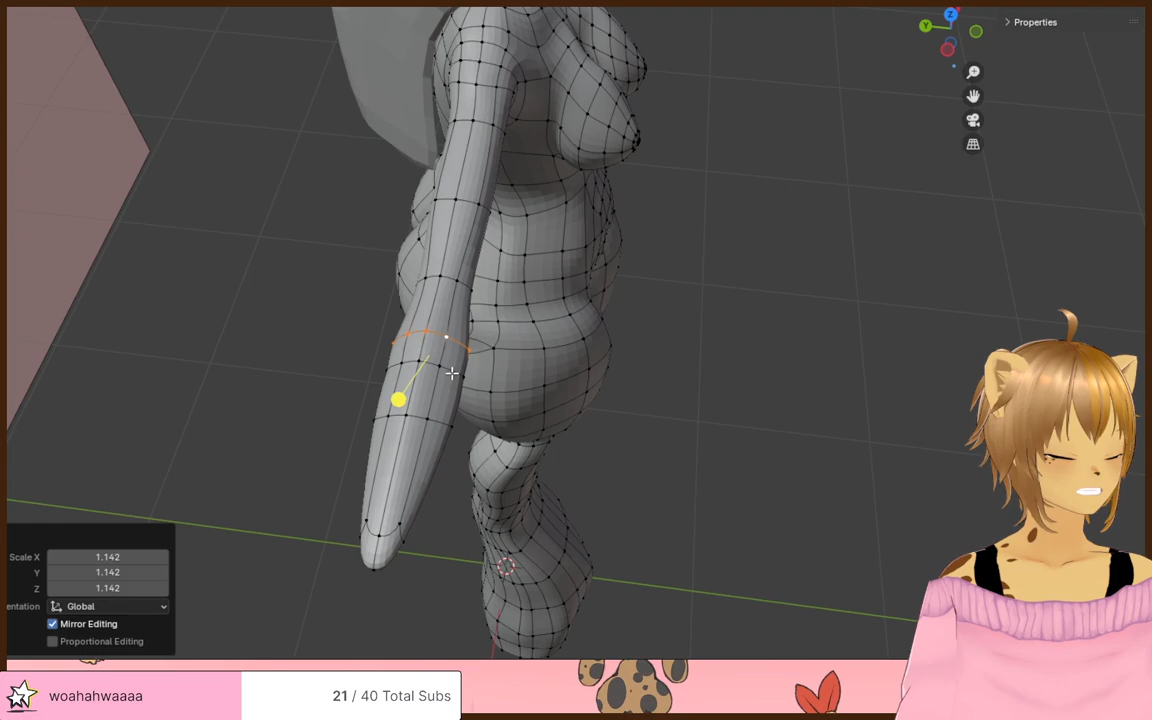 Properties
Z
Y
Scale X 1.142
Y 1.142
Z 1.142
entation Global
Mirror Editing
Proportional Editing
woahahwaaaa
21 / 40 Total Subs